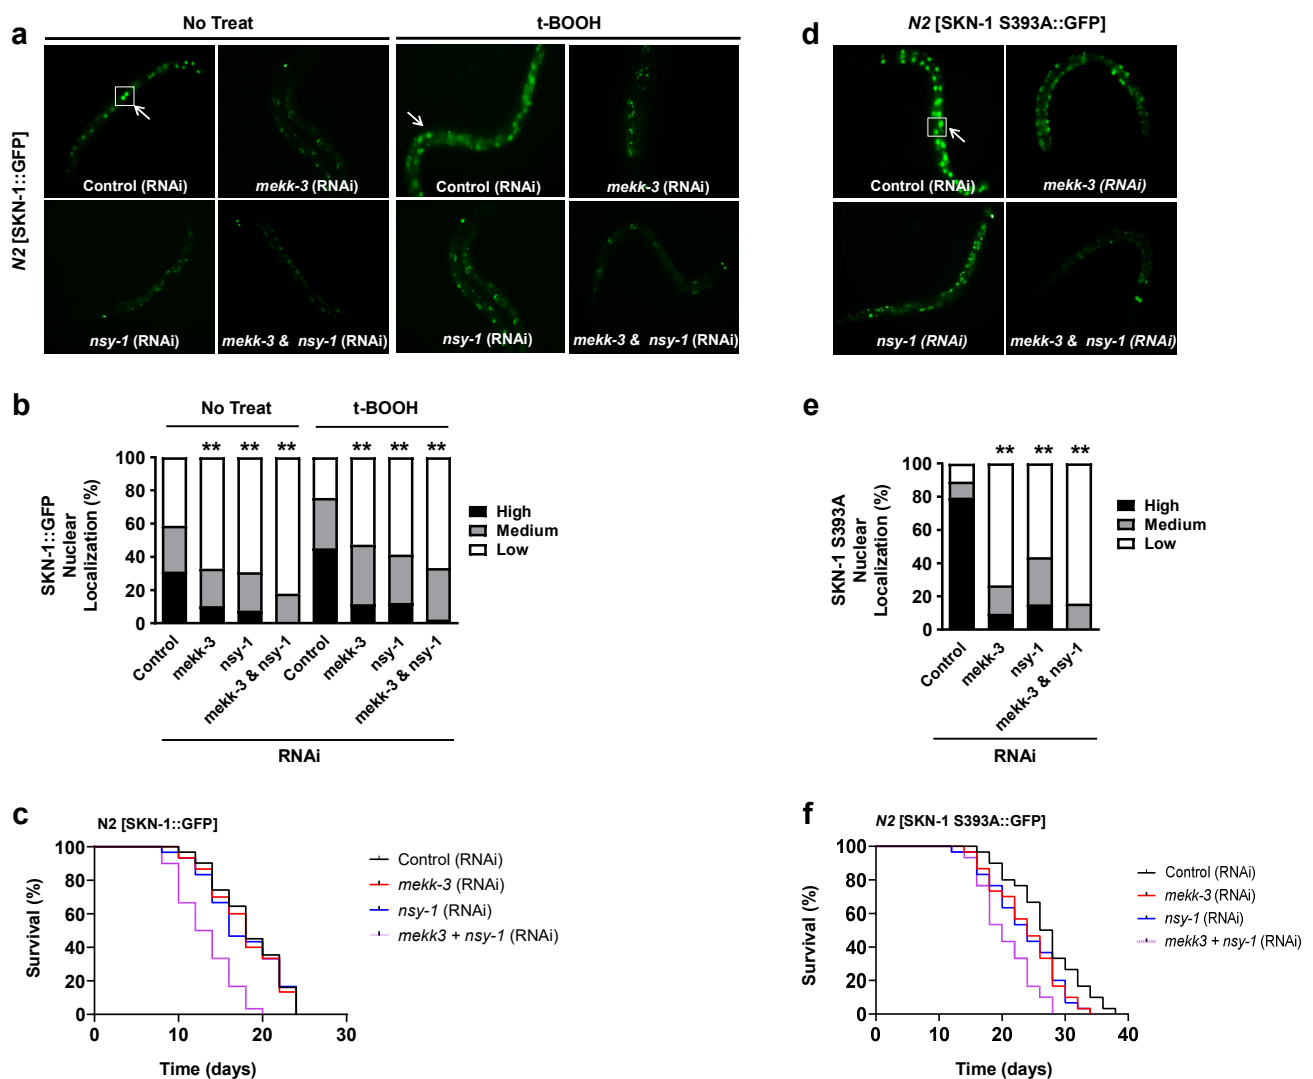 a
No Treat
t-BOOH
N2 [SKN-1::GFP]
Control (RNAi)
mekk-3 (RNAi)
Control (RNAi)
mekk-3 (RNAi)
nsy-1 (RNAi)
mekk-3 & nsy-1 (RNAi)
nsy-1 (RNAi)
mekk-3 & nsy-1 (RNAi)
d
N2 [SKN-1 S393A::GFP]
Control (RNAi)
mekk-3 (RNAi)
nsy-1 (RNAi)
mekk-3 & nsy-1 (RNAi)
b
No Treat
t-BOOH
** ** ** ** ** **
SKN-1::GFP
Nuclear
Localization (%)
100
80
60
40
20
0
High
Medium
Low
Control
mekk-3
nsy-1
mekk-3 & nsy-1
Control
mekk-3
nsy-1
mekk-3 & nsy-1
RNAi
e
** ** **
SKN-1 S393A
Nuclear
Localization (%)
100
80
60
40
20
0
High
Medium
Low
Control
mekk-3
nsy-1
mekk-3 & nsy-1
RNAi
c
N2 [SKN-1::GFP]
Survival (%)
100
80
60
40
20
0
0 10 20 30
Time (days)
Control (RNAi)
mekk-3 (RNAi)
nsy-1 (RNAi)
mekk3 + nsy-1 (RNAi)
f
N2 [SKN-1 S393A::GFP]
Survival (%)
100
80
60
40
20
0
0 10 20 30 40
Time (days)
Control (RNAi)
mekk-3 (RNAi)
nsy-1 (RNAi)
mekk3 + nsy-1 (RNAi)